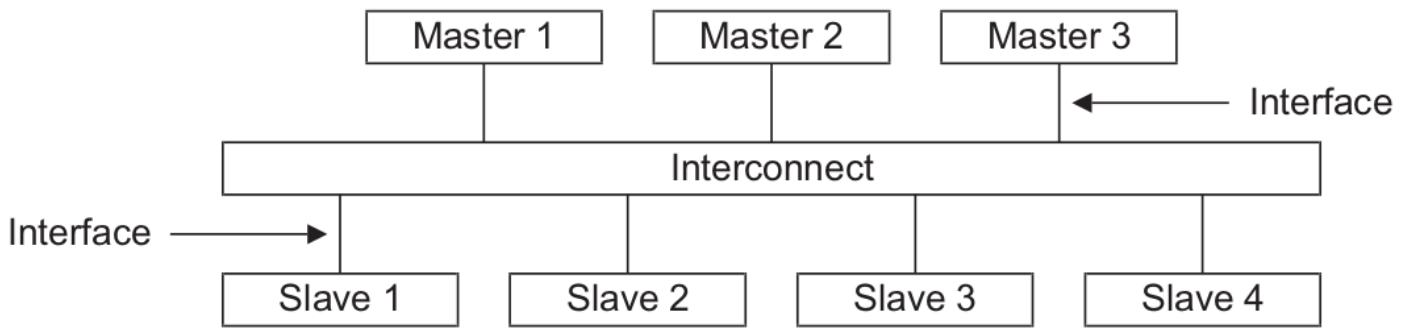 Master 1
Master 2
Master 3
Interface
Interconnect
Interface
Slave 1
Slave 2
Slave 3
Slave 4